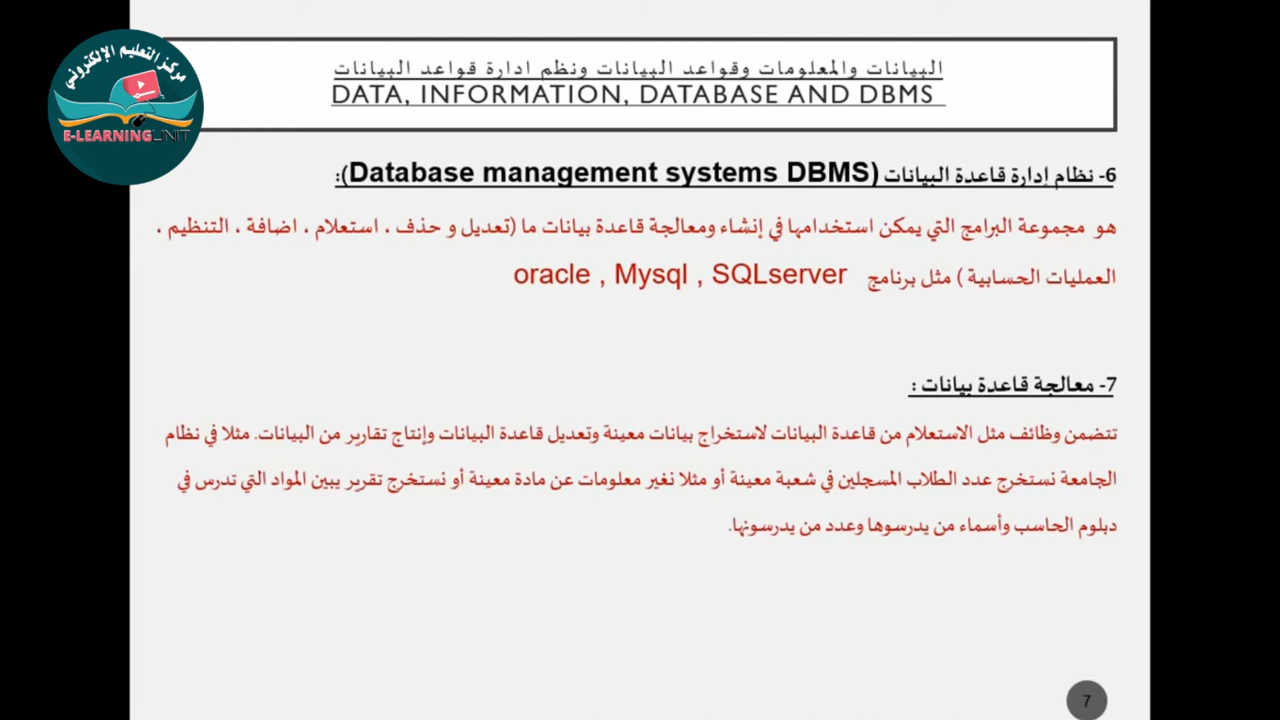 مركز التعليم الإلكتروني
E-LEARNING UNIT
البيانات والمعلومات وقواعد البيانات ونظم ادارة قواعد البيانات
DATA, INFORMATION, DATABASE AND DBMS
6- نظام إدارة قاعدة البيانات (Database management systems DBMS):
هو مجموعة البرامج التي يمكن استخدامها في إنشاء ومعالجة قاعدة بيانات ما (تعديل و حذف ، استعلام ، اضافة ، التنظيم ،
العمليات الحسابية ) مثل برنامج oracle , Mysql , SQLserver
7- معالجة قاعدة بيانات :
تتضمن وظائف مثل الاستعلام من قاعدة البيانات لاستخراج بيانات معينة وتعديل قاعدة البيانات وإنتاج تقارير من البيانات. مثلا في نظام
الجامعة نستخرج عدد الطلاب المسجلين في شعبة معينة أو مثلا نغير معلومات عن مادة معينة أو نستخرج تقرير يبين المواد التي تدرس في
دبلوم الحاسب وأسماء من يدرسوها وعدد من يدرسونها.
7